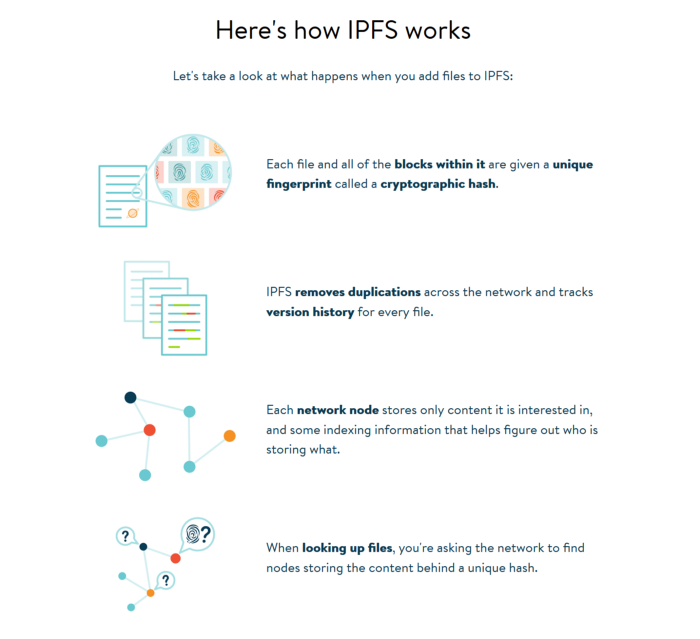 Here's how IPFS works
Let's take a look at what happens when you add files to IPFS:
Each file and all of the blocks within it are given a unique
fingerprint called a cryptographic hash.
IPFS removes duplications across the network and tracks
version history for every file.
Each network node stores only content it is interested in,
and some indexing information that helps figure out who is
storing what.
?
?
?
When looking up files, you're asking the network to find
nodes storing the content behind a unique hash.